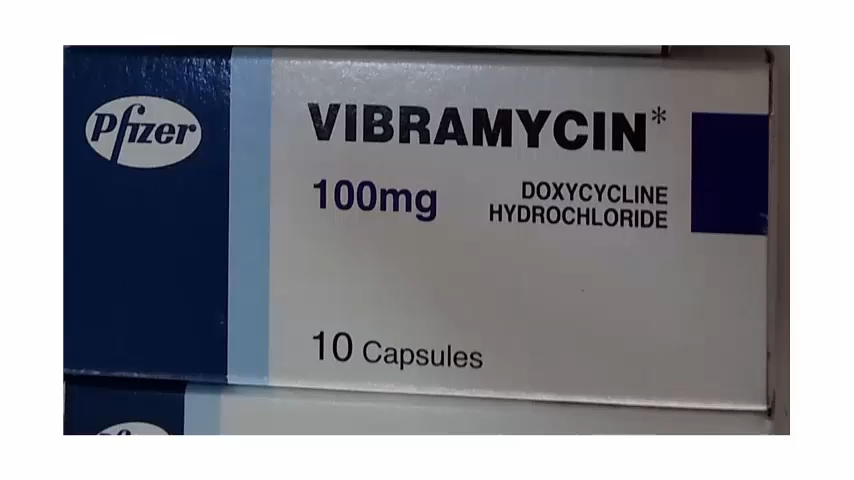 Pfizer
VIBRAMYCIN*
100mg
DOXYCYCLINE
HYDROCHLORIDE
10 Capsules